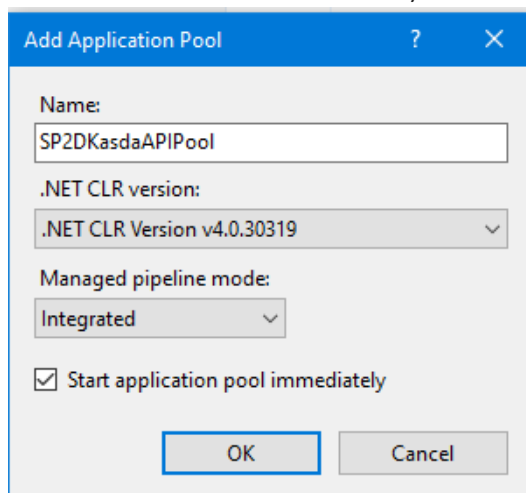 Add Application Pool ? ×
Name:
SP2DKasdaAPIPool
.NET CLR version:
.NET CLR Version v4.0.30319
Managed pipeline mode:
Integrated
Start application pool immediately
OK Cancel